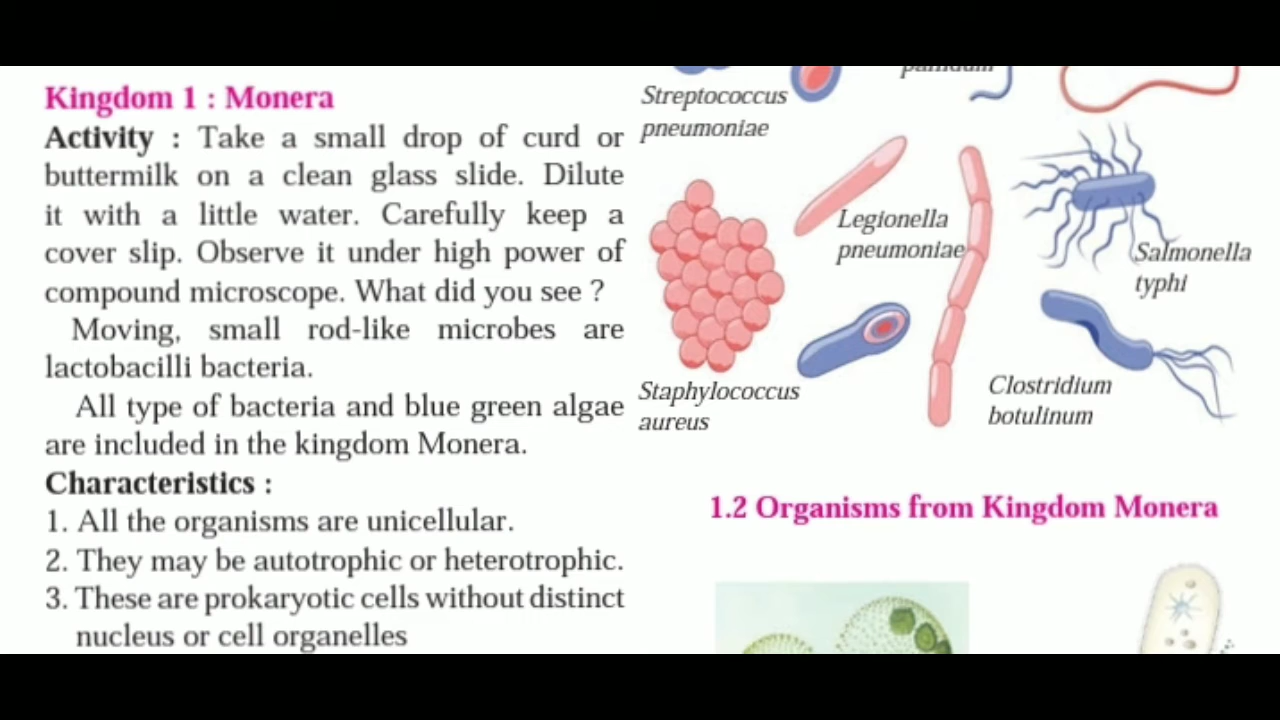 Kingdom 1 : Monera
Activity : Take a small drop of curd or
buttermilk on a clean glass slide. Dilute
it with a little water. Carefully keep a
cover slip. Observe it under high power of
compound microscope. What did you see ?
Moving, small rod-like microbes are
lactobacilli bacteria.
All type of bacteria and blue green algae
are included in the kingdom Monera.
Characteristics :
1. All the organisms are unicellular.
2. They may be autotrophic or heterotrophic.
3. These are prokaryotic cells without distinct
nucleus or cell organelles
Streptococcus
pneumoniae
Legionella
pneumoniae
Salmonella
typhi
Staphylococcus
aureus
Clostridium
botulinum
1.2 Organisms from Kingdom Monera